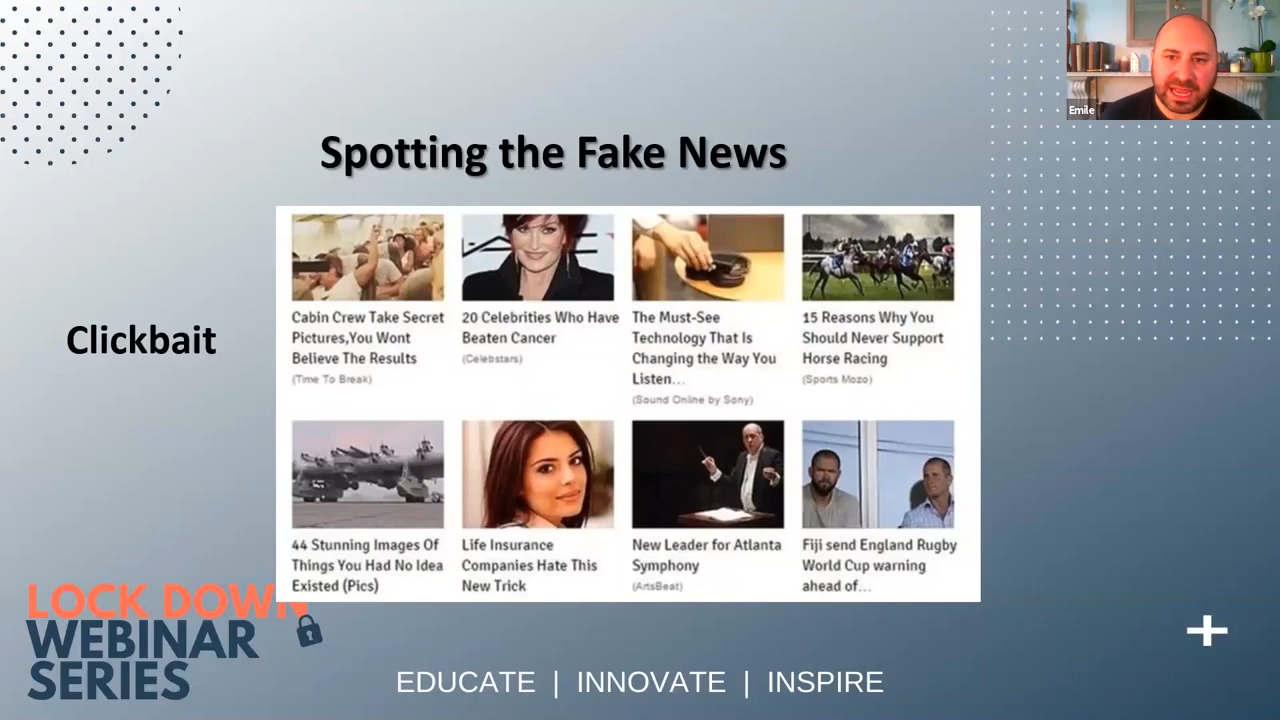 Emile
Spotting the Fake News
Clickbait
Cabin Crew Take Secret
Pictures,You Wont
Believe The Results
(Time To Break)
20 Celebrities Who Have
Beaten Cancer
(Celebstars)
The Must-See
Technology That Is
Changing the Way You
Listen...
(Sound Online by Sony)
15 Reasons Why You
Should Never Support
Horse Racing
(Sports Mozo)
44 Stunning Images Of
Things You Had No Idea
Existed (Pics)
Life Insurance
Companies Hate This
New Trick
New Leader for Atlanta
Symphony
(ArtsBeat)
Fiji send England Rugby
World Cup warning
ahead of...
LOCK DOWN
WEBINAR
SERIES
EDUCATE | INNOVATE | INSPIRE